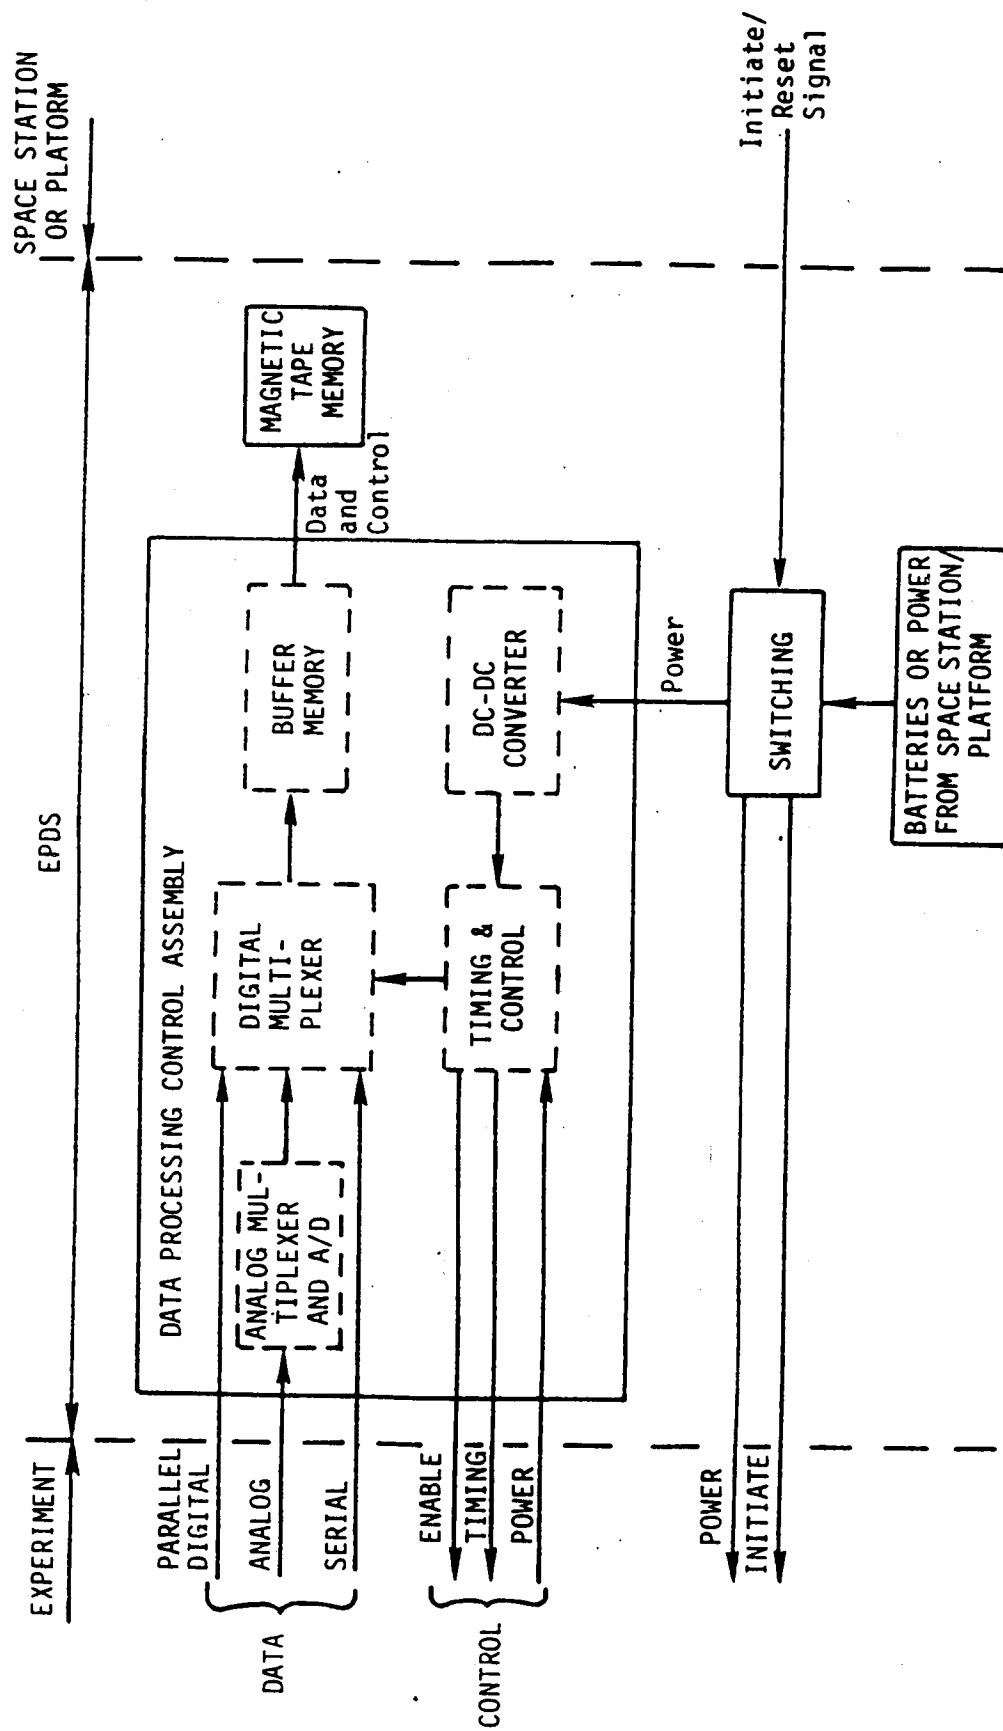 EXPERIMENT
EPDS
SPACE STATION
OR PLATORM
DATA PROCESSING CONTROL ASSEMBLY
PARALLEL
DIGITAL
ANALOG
SERIAL
DATA
ANALOG MUL-
TIPLEXER
AND A/D
DIGITAL
MULTI-
PLEXER
BUFFER
MEMORY
Data
and
Control
MAGNETIC
TAPE
MEMORY
ENABLE
TIMING
POWER
CONTROL
TIMING &
CONTROL
DC-DC
CONVERTER
Power
POWER
INITIATE
SWITCHING
Initiate/
Reset
Signal
BATTERIES OR POWER
FROM SPACE STATION/
PLATFORM